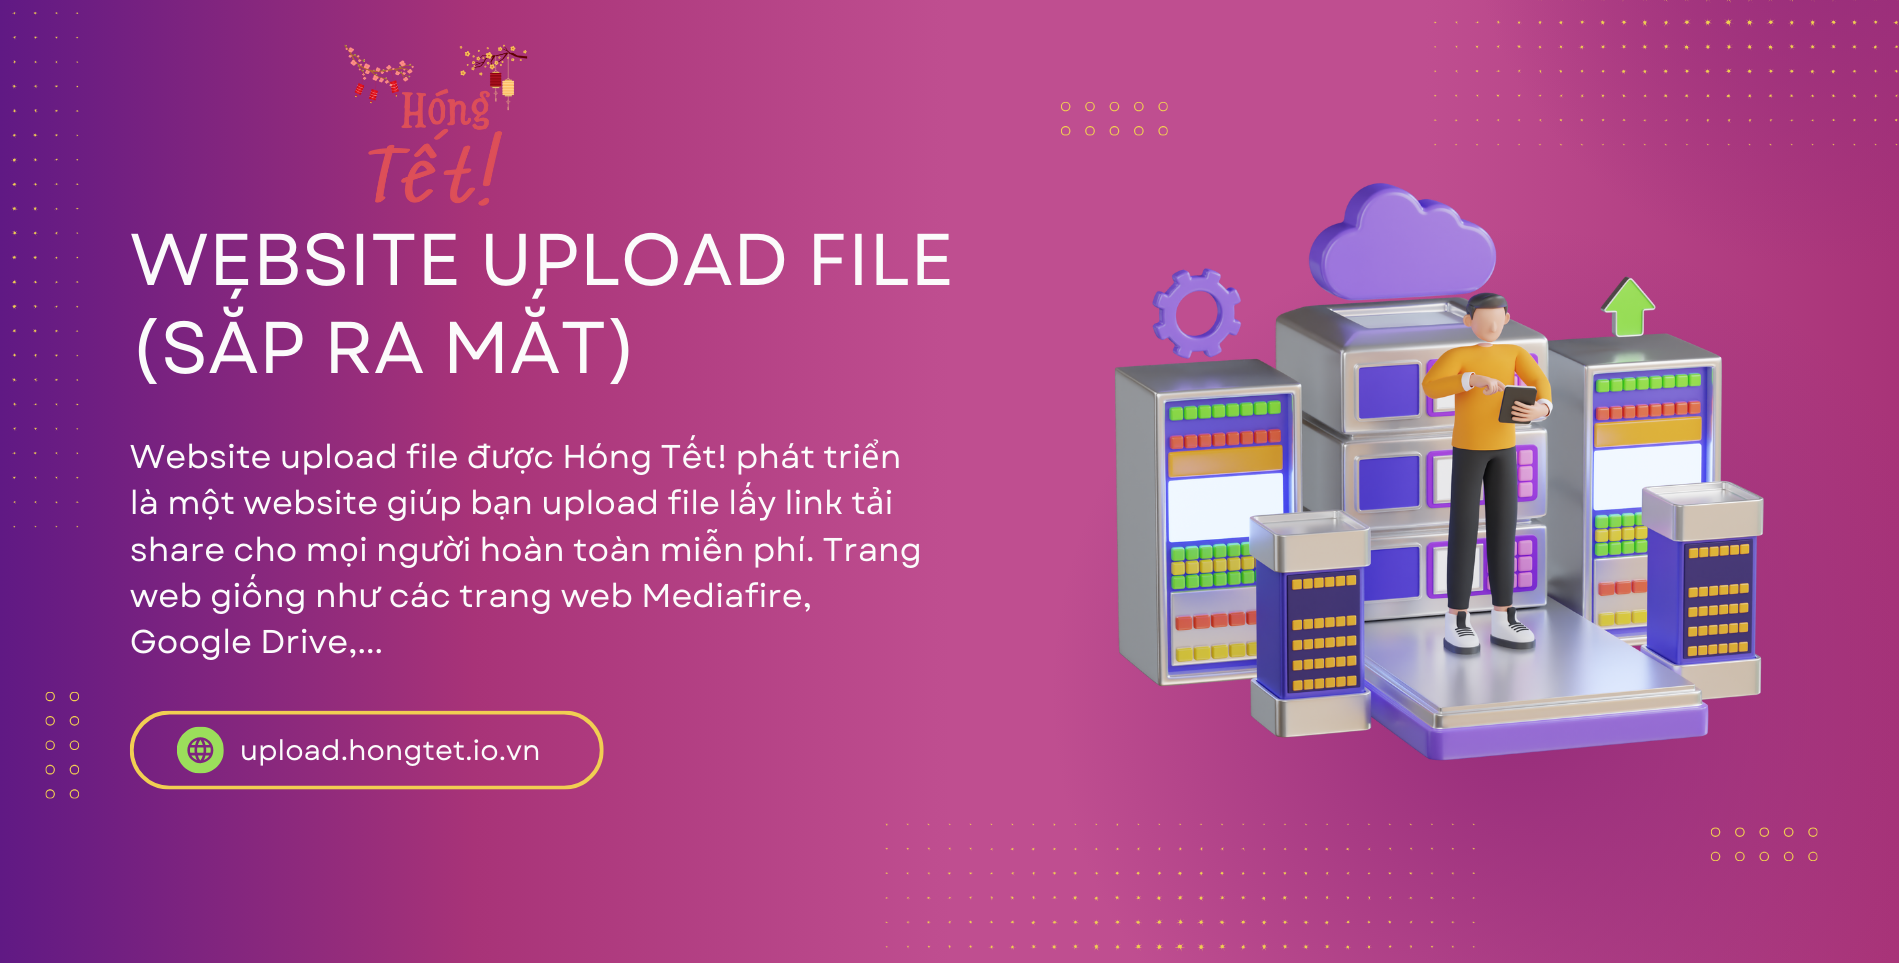 Hóng
Tết!
WEBSITE UPLOAD FILE
(SẮP RA MẮT)
Website upload file được Hóng Tết! phát triển
là một website giúp bạn upload file lấy link tải
share cho mọi người hoàn toàn miễn phí. Trang
web giống như các trang web Mediafire,
Google Drive,...
upload.hongtet.io.vn